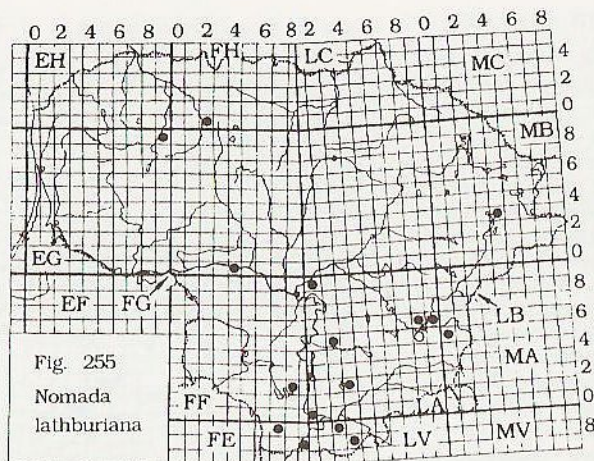 0 2 4 6 8 0 2 4 6 8 2 4 6 8 0 2 4 6 8
EH FH LC MC
4
2
0
MB
8
6
4
2
0
EG
EF FG LB
8
6
MA
4
2
0
Fig. 255
Nomada
lathburiana
FF LA
FE LV MV
8